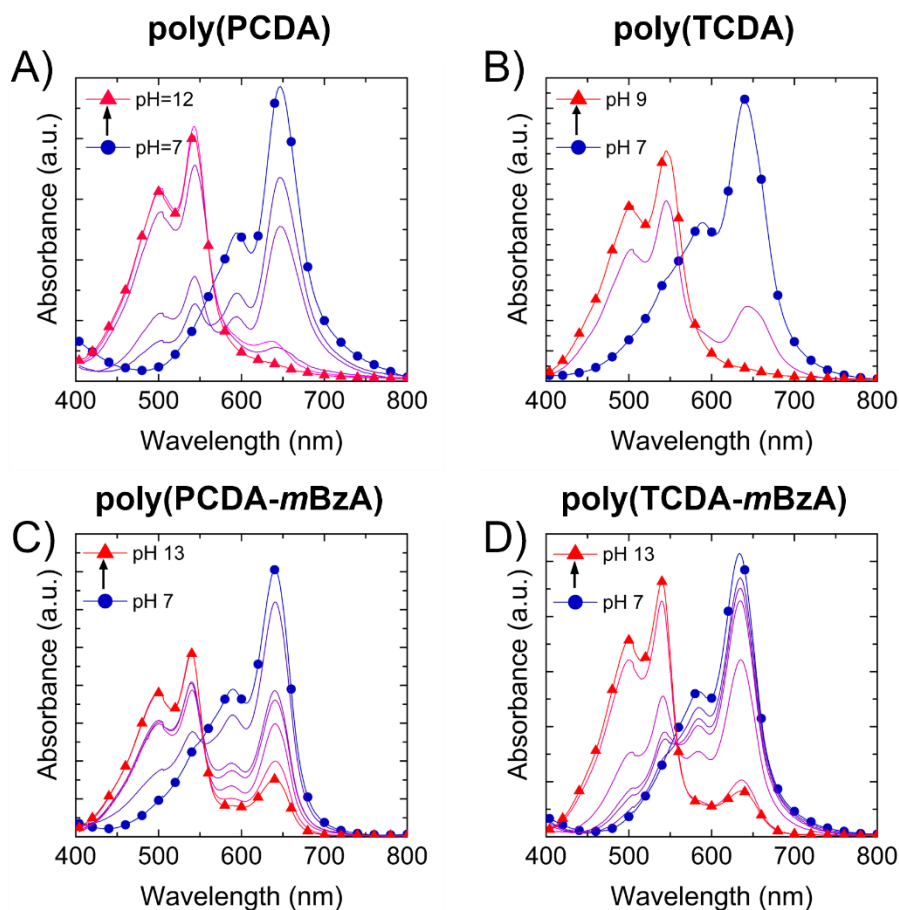 poly(PCDA)
A)
pH=12
pH=7
Absorbance (a.u.)
400 500 600 700 800
Wavelength (nm)
poly(TCDA)
B)
pH 9
pH 7
Absorbance (a.u.)
400 500 600 700 800
Wavelength (nm)
poly(PCDA-mBzA)
C)
pH 13
pH 7
Absorbance (a.u.)
400 500 600 700 800
Wavelength (nm)
poly(TCDA-mBzA)
D)
pH 13
pH 7
Absorbance (a.u.)
400 500 600 700 800
Wavelength (nm)